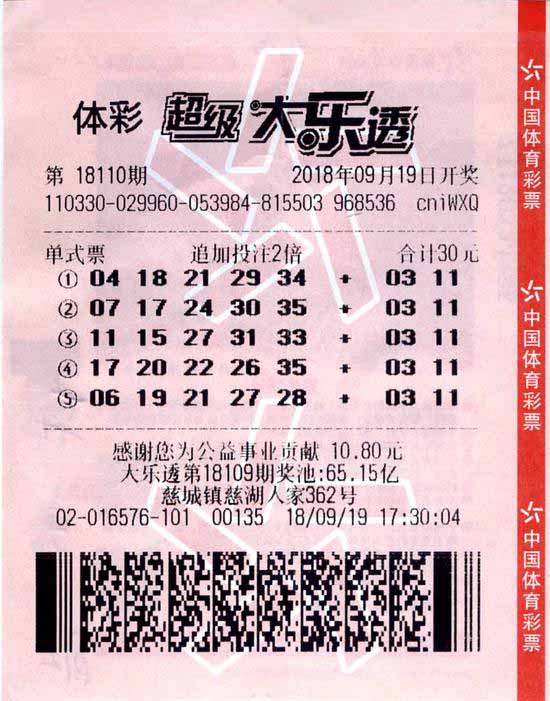 体彩 超级大乐透
第 18110期 2018年09月19日开奖
110330-029960-053984-815503 968536 cniWXQ
单式票 追加投注2倍 合计30元
① 04 18 21 29 34 + 03 11
② 07 17 24 30 35 + 03 11
③ 11 15 27 31 33 + 03 11
④ 17 20 22 26 35 + 03 11
⑤ 06 19 21 27 28 + 03 11
感谢您为公益事业贡献 10.80元
大乐透第18109期奖池:65.15亿
慈城镇慈湖人家362号
02-016576-101 00135 18/09/19 17:30:04
中国体育彩票
中国体育彩票
中国体育彩票